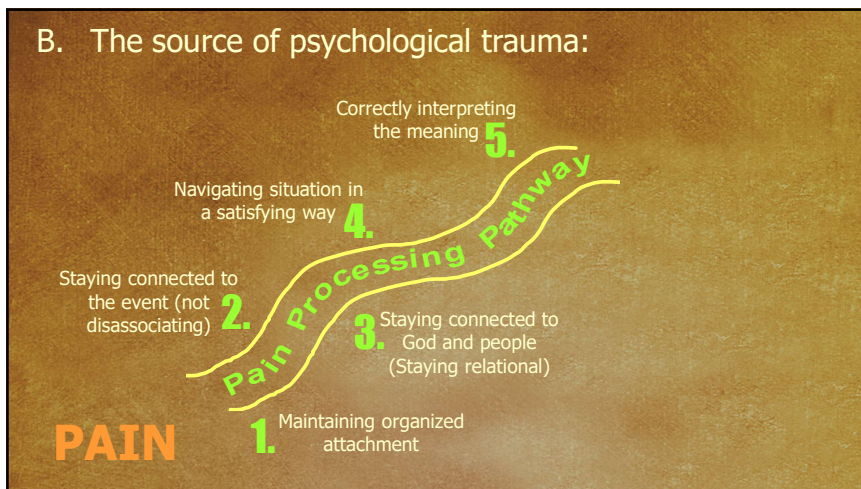 B. The source of psychological trauma:
Correctly interpreting
the meaning
5.
Navigating situation in
a satisfying way
4.
Staying connected to
the event (not
disassociating)
2.
Pain Processing Pathway
3.
Staying connected to
God and people
(Staying relational)
1.
Maintaining organized
attachment
PAIN